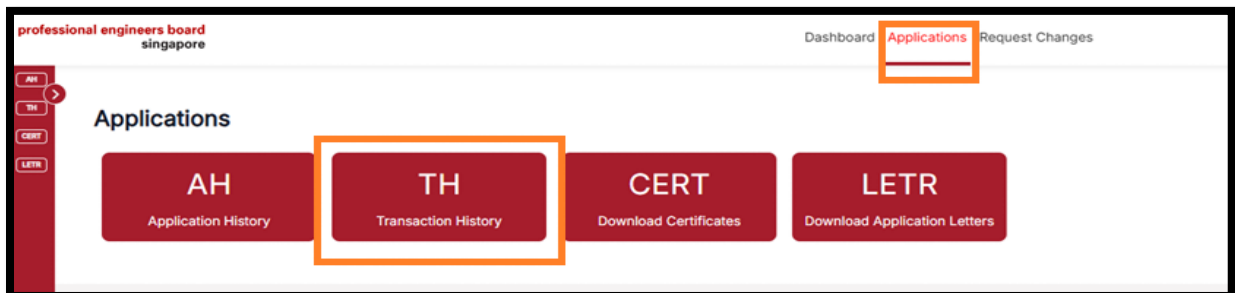 professional engineers board
singapore
Dashboard Applications Request Changes
AH
TH
CERT
LETR
Applications
AH TH CERT LETR
Application History Transaction History Download Certificates Download Application Letters